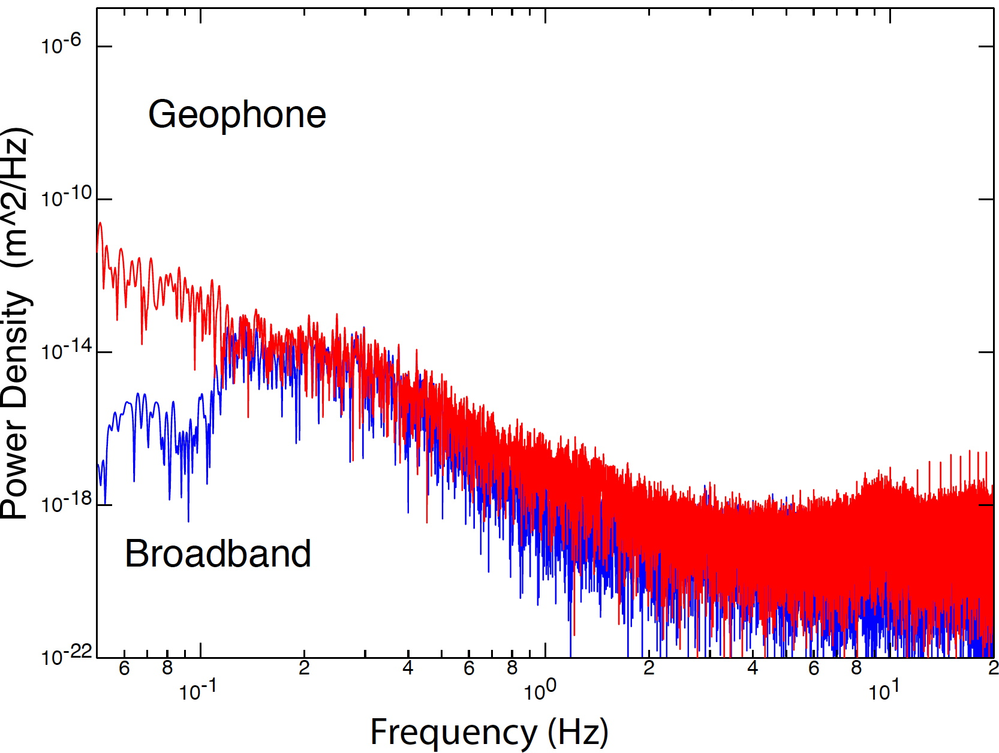 Power Density (m^2/Hz)
10-6
10-10
10-14
10-18
10-22
Geophone
Broadband
6 8 2 4 6 8 2 4 6 8 2
10-1 100 101
Frequency (Hz)